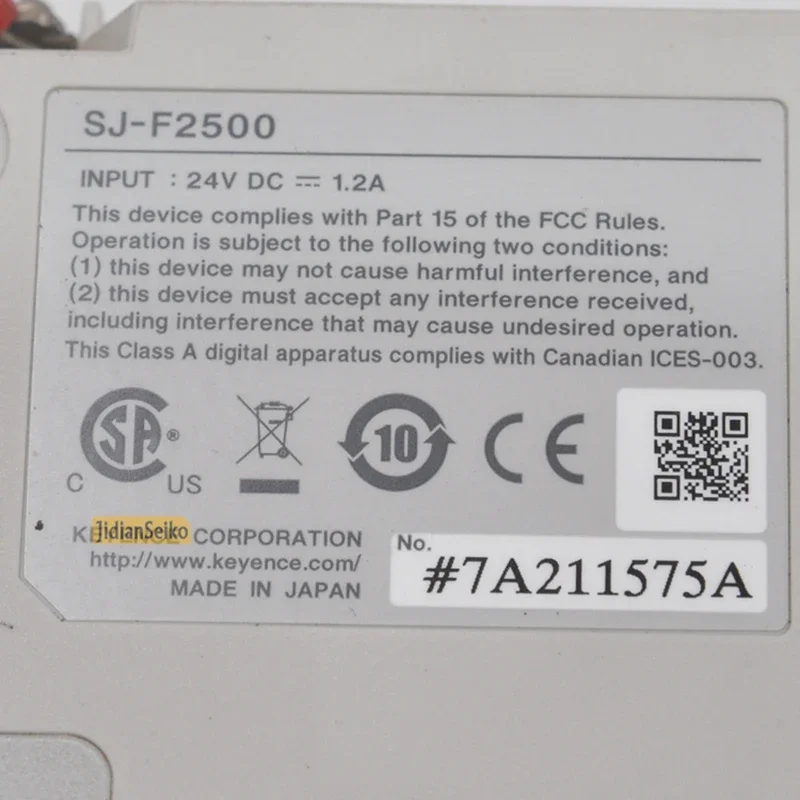 SJ-F2500
INPUT : 24V DC ⎓ 1.2A
This device complies with Part 15 of the FCC Rules.
Operation is subject to the following two conditions:
(1) this device may not cause harmful interference, and
(2) this device must accept any interference received,
including interference that may cause undesired operation.
This Class A digital apparatus complies with Canadian ICES-003.
SA ®
C US
10
CE
JidianSeiko
KEYENCE CORPORATION
http://www.keyence.com/
MADE IN JAPAN
No.
#7A211575A